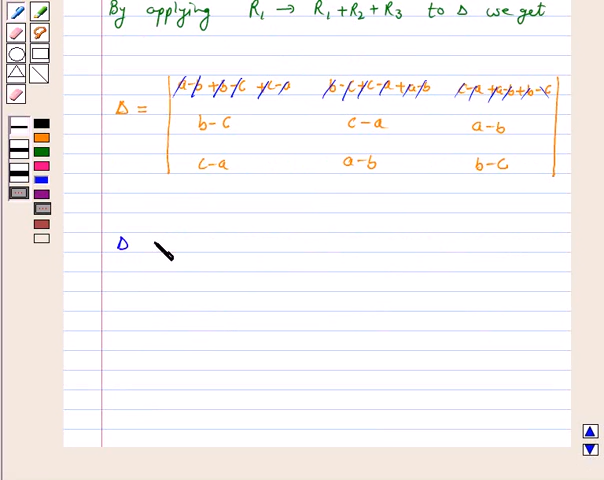 By applying R₁ → R₁ + R₂ + R₃ to Δ we get
a-b + b-c + c-a b-c + c-a + a-b c-a + a-b + b-c
Δ = b-c c-a a-b
c-a a-b b-c
Δ